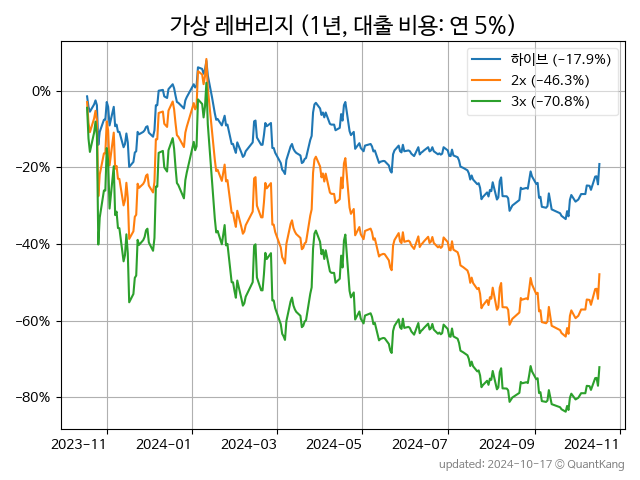 가상 레버리지 (1년, 대출 비용: 연 5%)
하이브 (−17.9%)
2x (−46.3%)
3x (−70.8%)
0%
−20%
−40%
−60%
−80%
2023-11 2024-01 2024-03 2024-05 2024-07 2024-09 2024-11
updated: 2024-10-17 © QuantKang